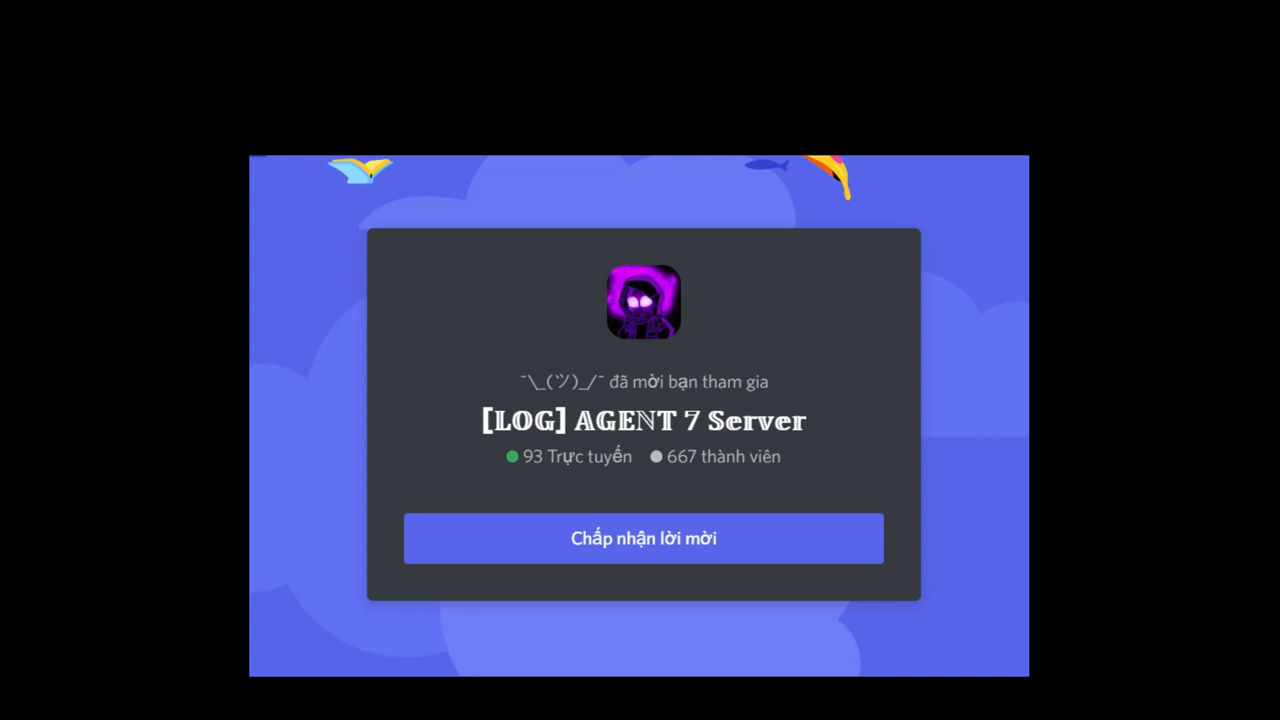 ¯\_(ツ)_/¯ đã mời bạn tham gia
[LOG] AGENT 7 Server
93 Trực tuyến 667 thành viên
Chấp nhận lời mời